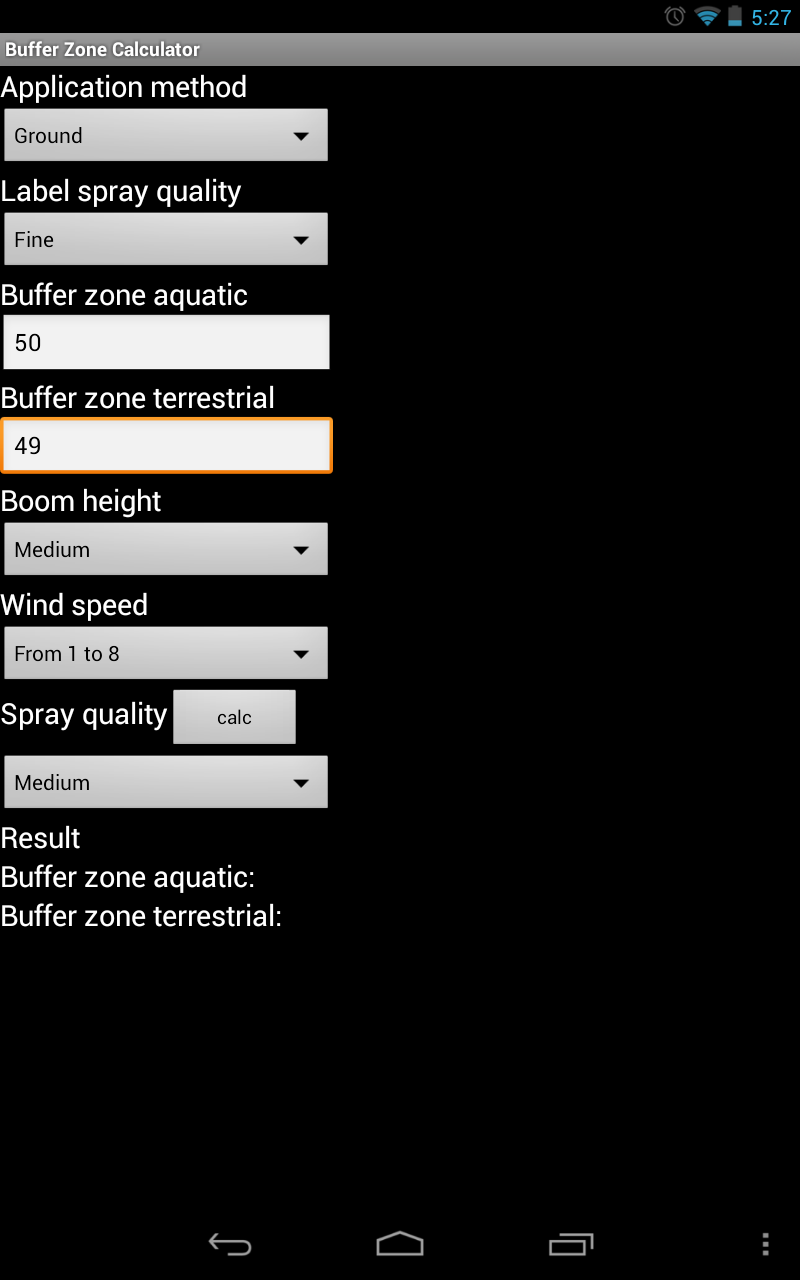 5:27
Buffer Zone Calculator
Application method
Ground
Label spray quality
Fine
Buffer zone aquatic
50
Buffer zone terrestrial
49
Boom height
Medium
Wind speed
From 1 to 8
Spray quality calc
Medium
Result
Buffer zone aquatic:
Buffer zone terrestrial: